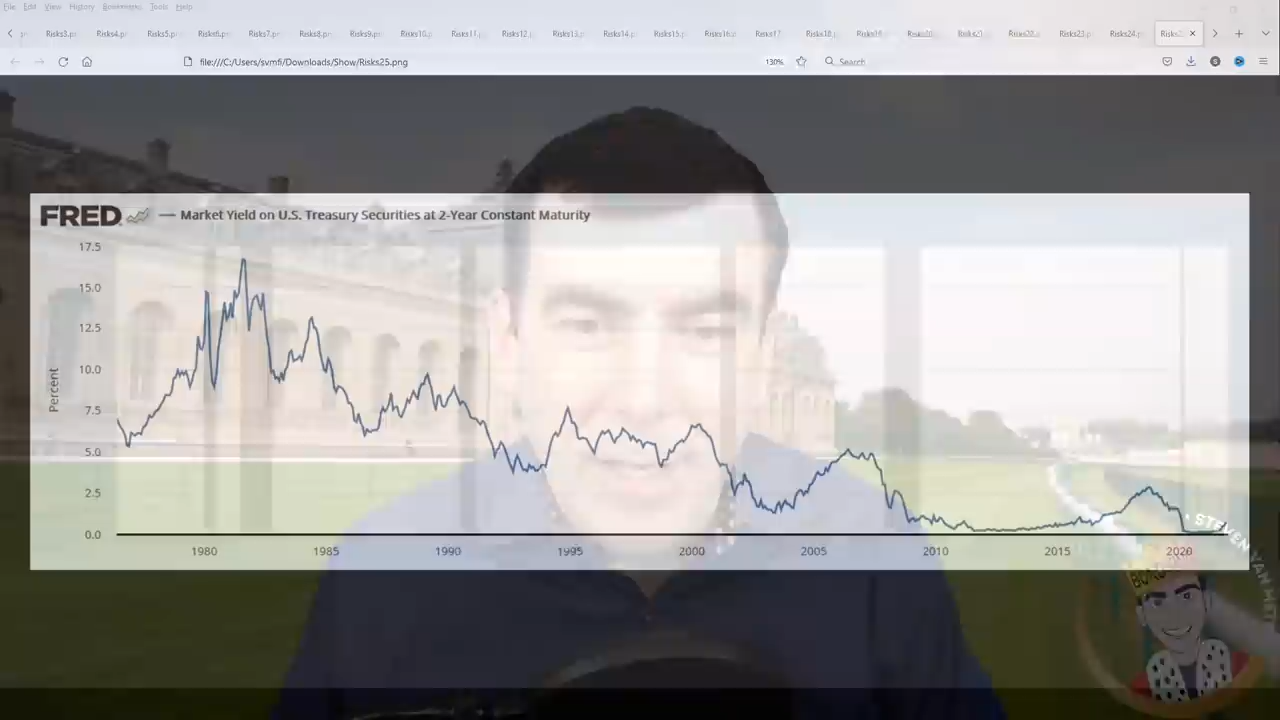 File Edit View History Bookmarks Tools Help
Risks3.p Risks4.p Risks5.p Risks6.p Risks7.p Risks8.p Risks9.p Risks10. Risks11. Risks12. Risks13. Risks14. Risks15. Risks16. Risks17 Risks18. Risks19 Risks20 Risks21 Risks22. Risks23.p Risks24.p Risks2
file:///C:/Users/svmfi/Downloads/Show/Risks25.png 130% Search
FRED — Market Yield on U.S. Treasury Securities at 2-Year Constant Maturity
17.5
15.0
12.5
10.0
7.5
5.0
2.5
0.0
Percent
1980 1985 1990 1995 2000 2005 2010 2015 2020
STEVEN VAN